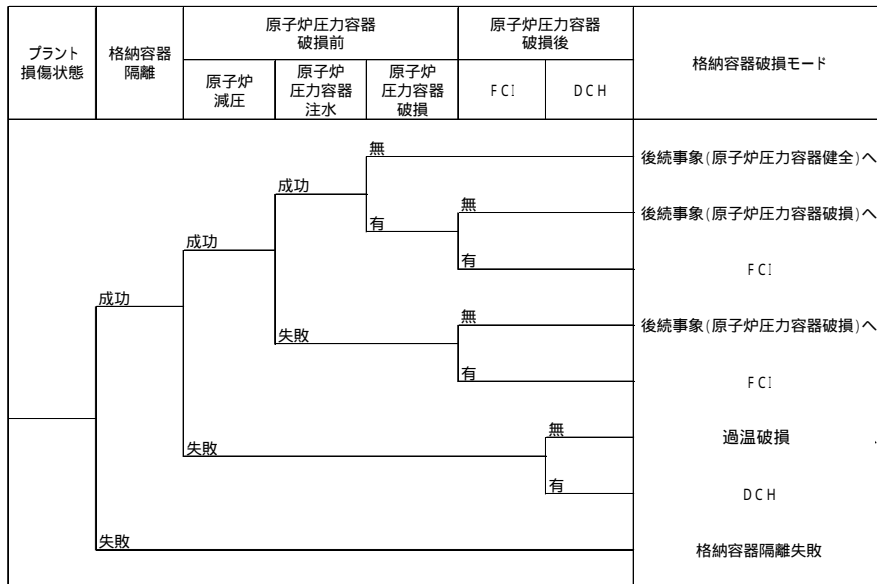 プラント
損傷状態
格納容器
隔離
原子炉圧力容器
破損前
原子炉圧力容器
破損後
格納容器破損モード
原子炉
減圧
原子炉
圧力容器
注水
原子炉
圧力容器
破損
FCI
DCH
無
後続事象(原子炉圧力容器健全)へ
成功
無
後続事象(原子炉圧力容器破損)へ
有
成功
有
FCI
成功
無
後続事象(原子炉圧力容器破損)へ
失敗
有
FCI
無
過温破損
失敗
有
DCH
失敗
格納容器隔離失敗